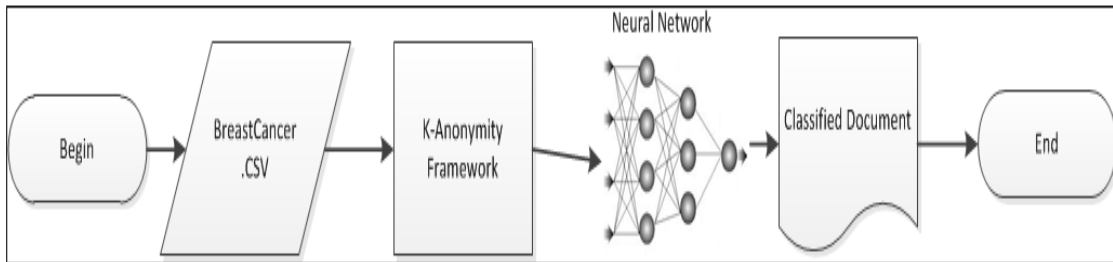 Begin
BreastCancer
.CSV
K-Anonymity
Framework
Neural Network
Classified Document
End